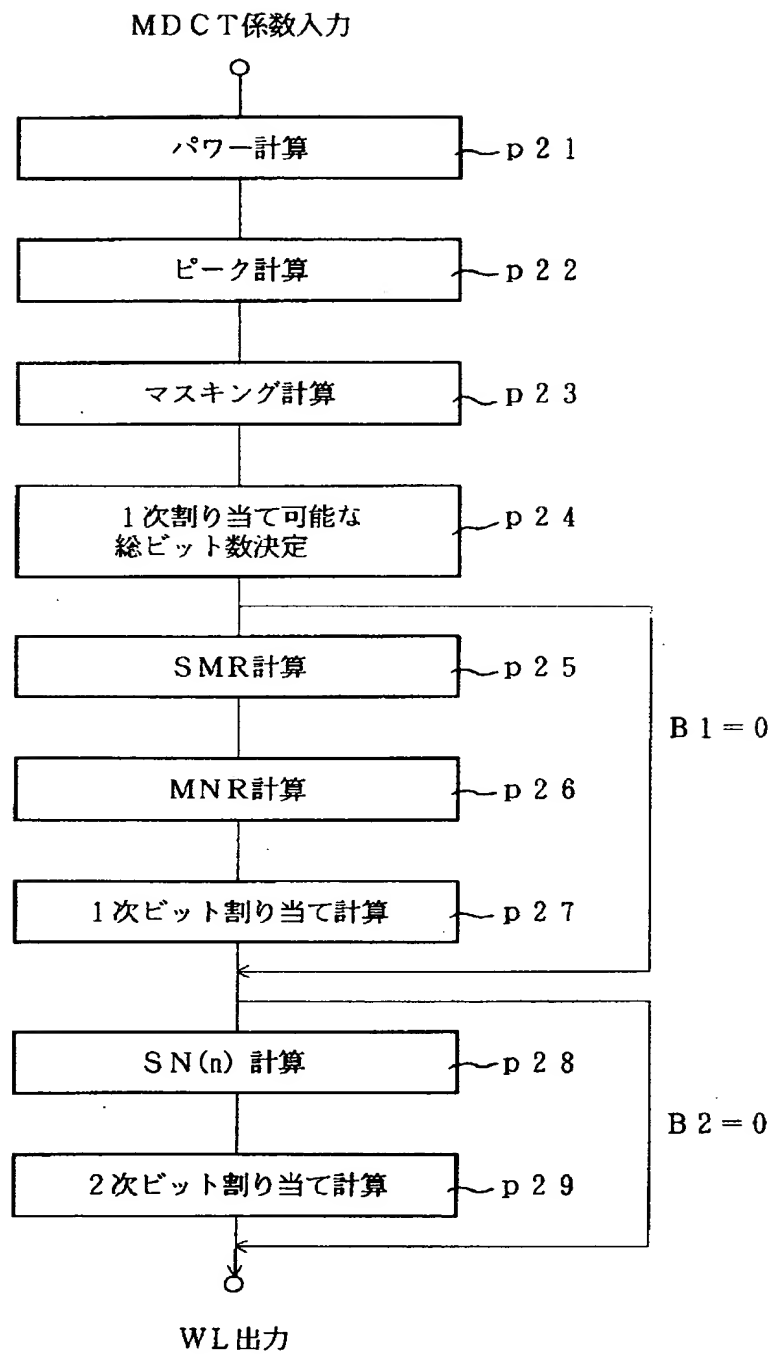 MDCT係数入力
パワー計算
p21
ピーク計算
p22
マスキング計算
p23
1次割り当て可能な
総ビット数決定
p24
SMR計算
p25
B1=0
MNR計算
p26
1次ビット割り当て計算
p27
SN(n) 計算
p28
B2=0
2次ビット割り当て計算
p29
WL出力